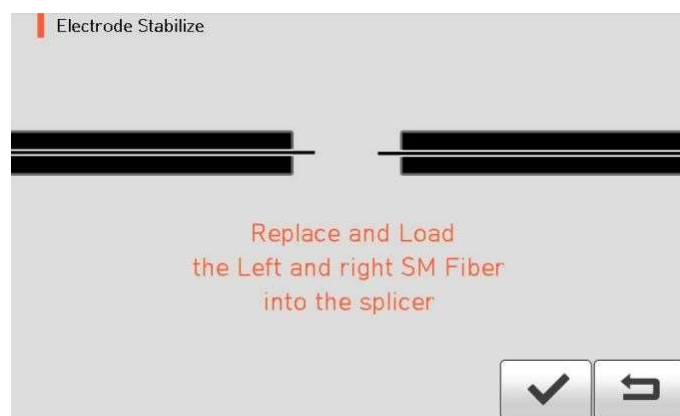 Electrode Stabilize
Replace and Load
the Left and right SM Fiber
into the splicer